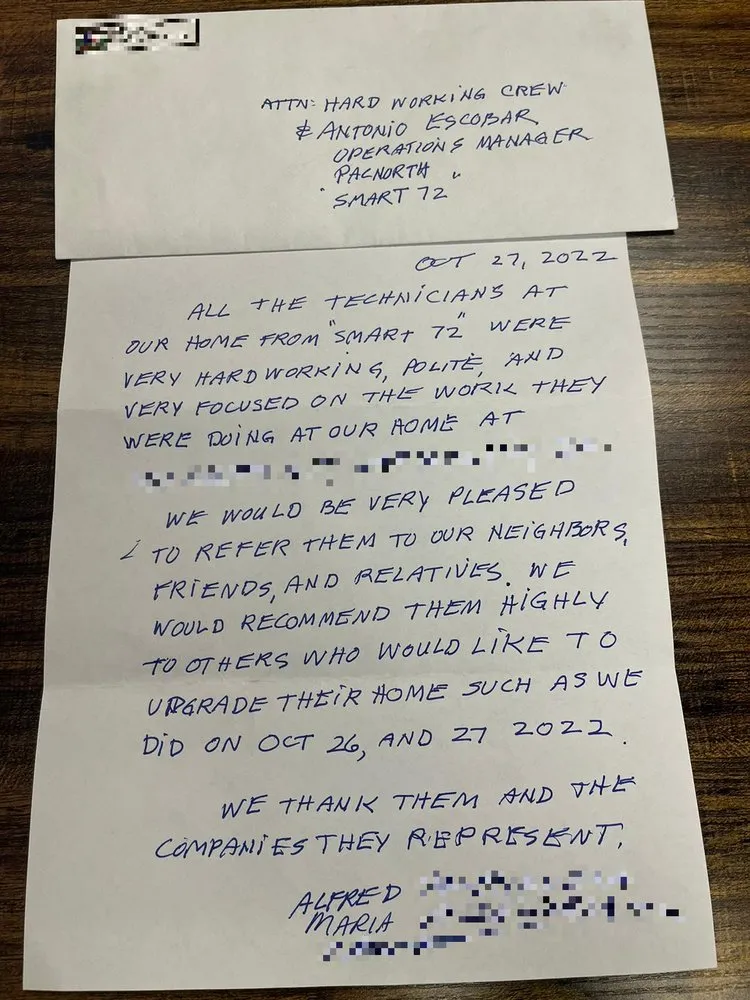 ATTN: HARD WORKING CREW
& ANTONIO ESCOBAR
OPERATIONS MANAGER
PACNORTH
"SMART 72"
OCT 27, 2022
ALL THE TECHNICIANS AT
OUR HOME FROM "SMART 72" WERE
VERY HARDWORKING, POLITE, AND
VERY FOCUSED ON THE WORK THEY
WERE DOING AT OUR HOME AT
WE WOULD BE VERY PLEASED
TO REFER THEM TO OUR NEIGHBORS,
FRIENDS, AND RELATIVES. WE
WOULD RECOMMEND THEM HIGHLY
TO OTHERS WHO WOULD LIKE TO
UPGRADE THEIR HOME SUCH AS WE
DID ON OCT 26, AND 27 2022.
WE THANK THEM AND THE
COMPANIES THEY REPRESENT.
ALFRED
MARIA